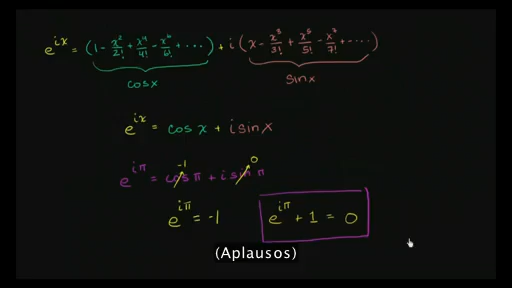 e^{ix} = (1 - x²/2! + x⁴/4! - x⁶/6! + ···) + i (x - x³/3! + x⁵/5! - x⁷/7! + ···)
cos x sin x
e^{ix} = cos x + i sin x
-1 0
e^{iπ} = cos π + i sin π
e^{iπ} = -1 e^{iπ} + 1 = 0
(Aplausos)